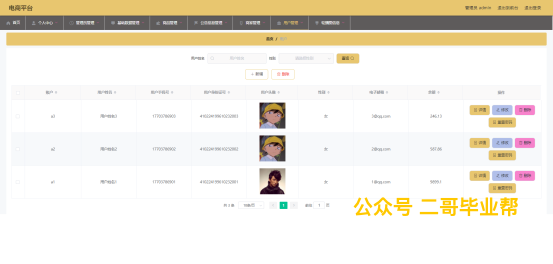 电商平台
管理员 admin 退出到前台 退出登录
首页 个人中心 管理员管理 基础数据管理 商品管理 公告信息管理 商家管理 用户管理 轮播图信息
首页 / 用户
用户姓名 性别 查询
+ 新增 删除
账户 用户姓名 用户手机号 用户身份证号 用户头像 性别 电子邮箱 余额 操作
a3 用户姓名3 17703786903 410224199610232003 女 3@qq.com 详情 修改 删除
重置密码
a2 用户姓名2 17703786902 410224199610232002 女 2@qq.com 详情 修改 删除
重置密码
a1 用户姓名1 17703786901 410224199610232001 女 1@qq.com 详情 修改 删除
重置密码
共 3 条 10条/页 1 前往 1 页
公众号 二哥毕业帮